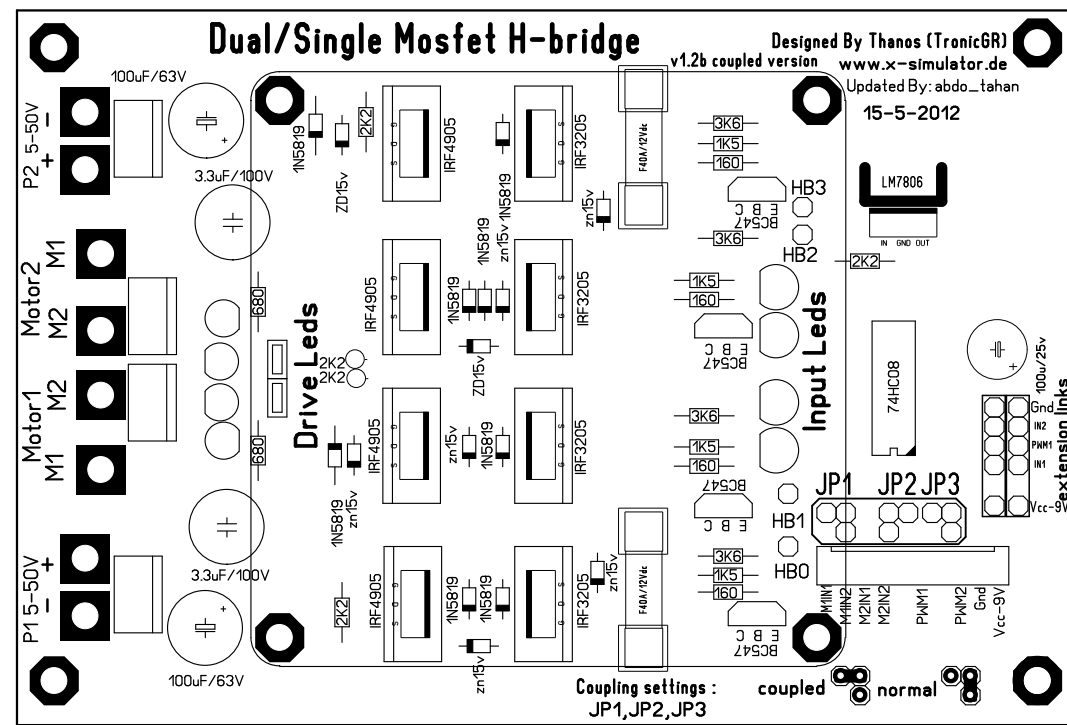 Dual/Single Mosfet H-bridge
v1.2b coupled version
Designed By Thanos (TronicGR)
www.x-simulator.de
Updated By: abdo_tahan
15-5-2012
100uF/63V
P2 5-50V
-
+
3.3uF/100V
Motor2
M1
M2
Motor1
M2
M1
3.3uF/100V
P1 5-50V
+
-
100uF/63V
1N5819
ZD15v
2K2
IRF4905
S
D
G
1N5819
zn15v
IRF3205
S
D
G
F40A/12Vdc
zn15v
3K6
1K5
160
E B C
BC547
HB3
HB2
3K6
LM7806
IN GND OUT
2K2
680
Drive Leds
2K2
2K2
680
IRF4905
G
D
S
1N5819
1N5819
ZD15v
IRF3205
S
D
G
1K5
160
E B C
BC547
Input Leds
74HC08
100u/25v
Gnd
IN2
PWM1
IN1
Vcc-9V
extension links
1N5819
zn15v
IRF4905
G
D
S
zn15v
1N5819
IRF3205
S
D
G
3K6
1K5
160
BC547
E B C
HB1
HB0
JP1 JP2 JP3
2K2
IRF4905
G
D
S
1N5819
zn15v
IRF3205
S
D
G
zn15v
F40A/12Vdc
3K6
1K5
160
E B C
BC547
M1IN1
M1IN2
M2IN1
M2IN2
PWM1
PWM2
Gnd
Vcc-9V
Coupling settings :
JP1,JP2,JP3
coupled
normal